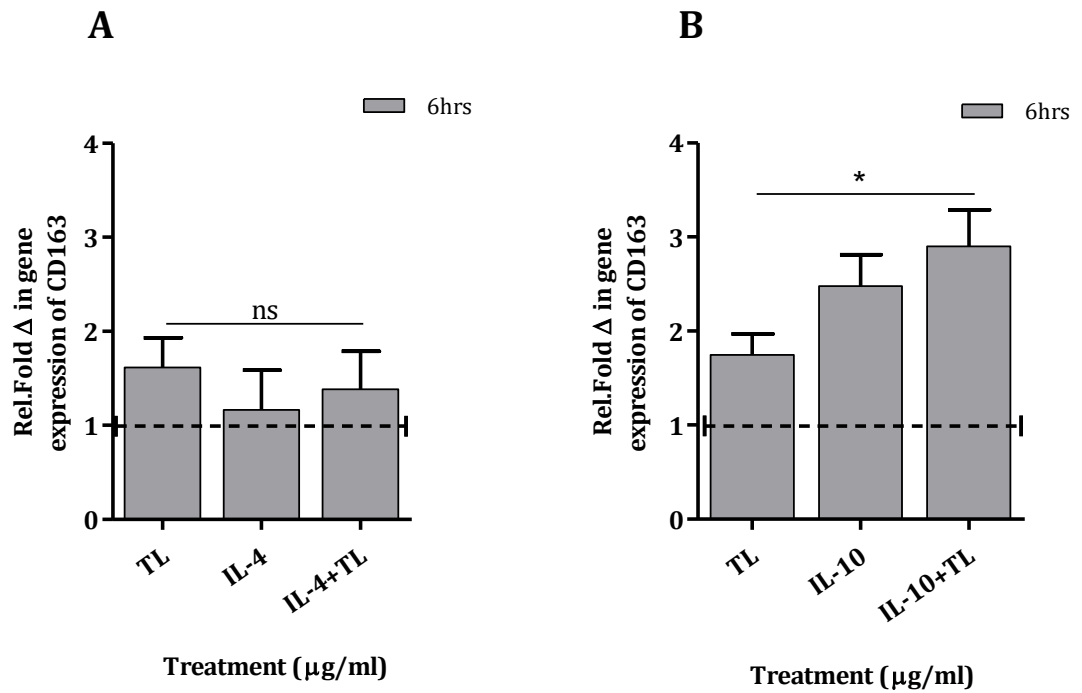 A
6hrs
Rel.Fold Δ in gene
expression of CD163
4
3
2
1
0
ns
TL
IL-4
IL-4+TL
Treatment (μg/ml)
B
6hrs
Rel.Fold Δ in gene
expression of CD163
4
3
2
1
0
*
TL
IL-10
IL-10+TL
Treatment (μg/ml)